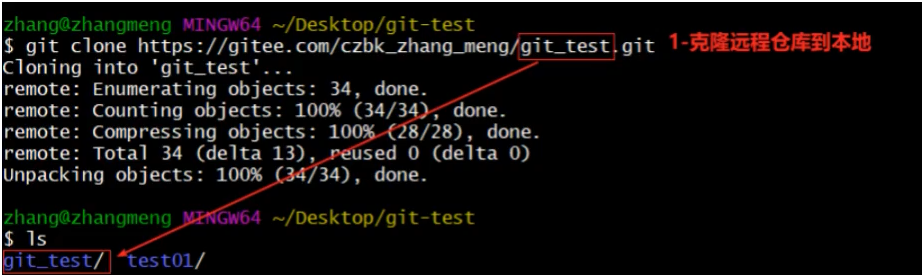 zhang@zhangmeng MINGW64 ~/Desktop/git-test
$ git clone https://gitee.com/czbk_zhang_meng/git_test.git 1-克隆远程仓库到本地
Cloning into 'git_test'...
remote: Enumerating objects: 34, done.
remote: Counting objects: 100% (34/34), done.
remote: Compressing objects: 100% (28/28), done.
remote: Total 34 (delta 13), reused 0 (delta 0)
Unpacking objects: 100% (34/34), done.
zhang@zhangmeng MINGW64 ~/Desktop/git-test
$ ls
git_test/ test01/